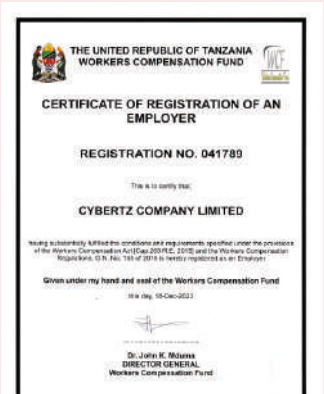 THE UNITED REPUBLIC OF TANZANIA
WORKERS COMPENSATION FUND
WCF
CERTIFICATE OF REGISTRATION OF AN
EMPLOYER
REGISTRATION NO. 041789
This is to certify that:
CYBERTZ COMPANY LIMITED
having substantially fulfilled the conditions and requirements specified under the provisions
of the Workers Compensation Act [Cap.263 R.E. 2015] and the Workers Compensation
Regulations, G.N. No. of 2016 is hereby registered as an Employer
Given under my hand and seal of the Workers Compensation Fund
this day, 18-Dec-2023
Dr. John K. Mduma
DIRECTOR GENERAL
Workers Compensation Fund